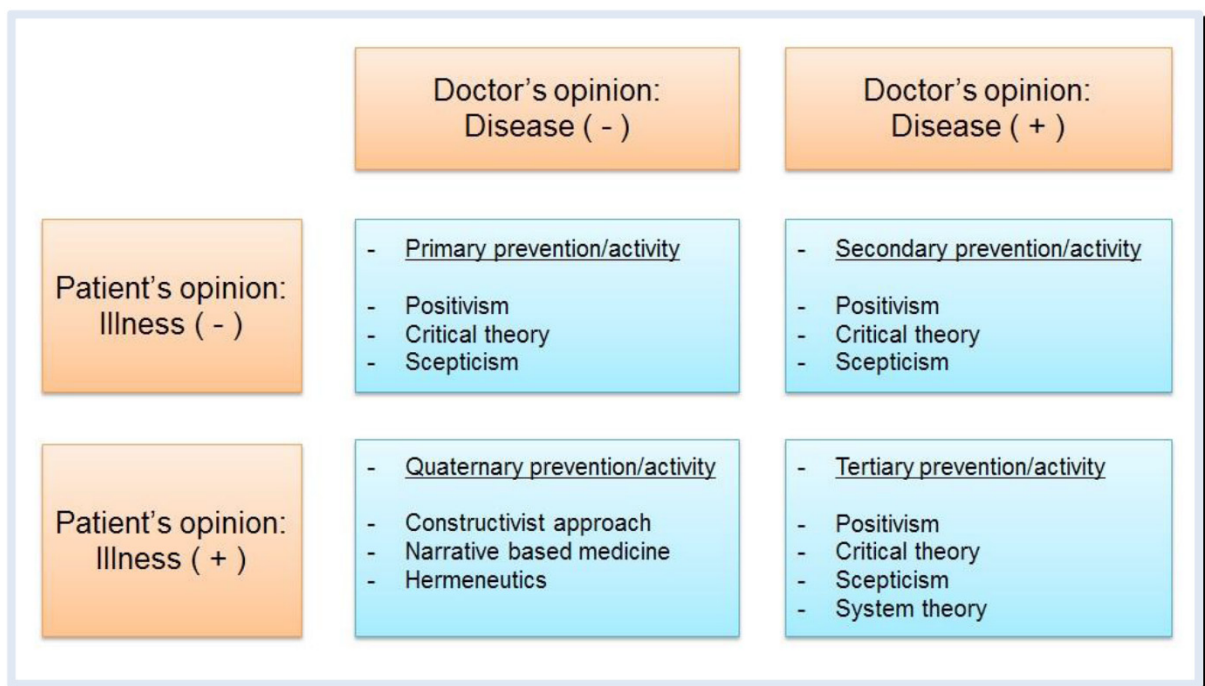 Doctor's opinion:
Disease ( - )
Doctor's opinion:
Disease ( + )
Patient's opinion:
Illness ( - )
- Primary prevention/activity
- Positivism
- Critical theory
- Scepticism
- Secondary prevention/activity
- Positivism
- Critical theory
- Scepticism
Patient's opinion:
Illness ( + )
- Quaternary prevention/activity
- Constructivist approach
- Narrative based medicine
- Hermeneutics
- Tertiary prevention/activity
- Positivism
- Critical theory
- Scepticism
- System theory